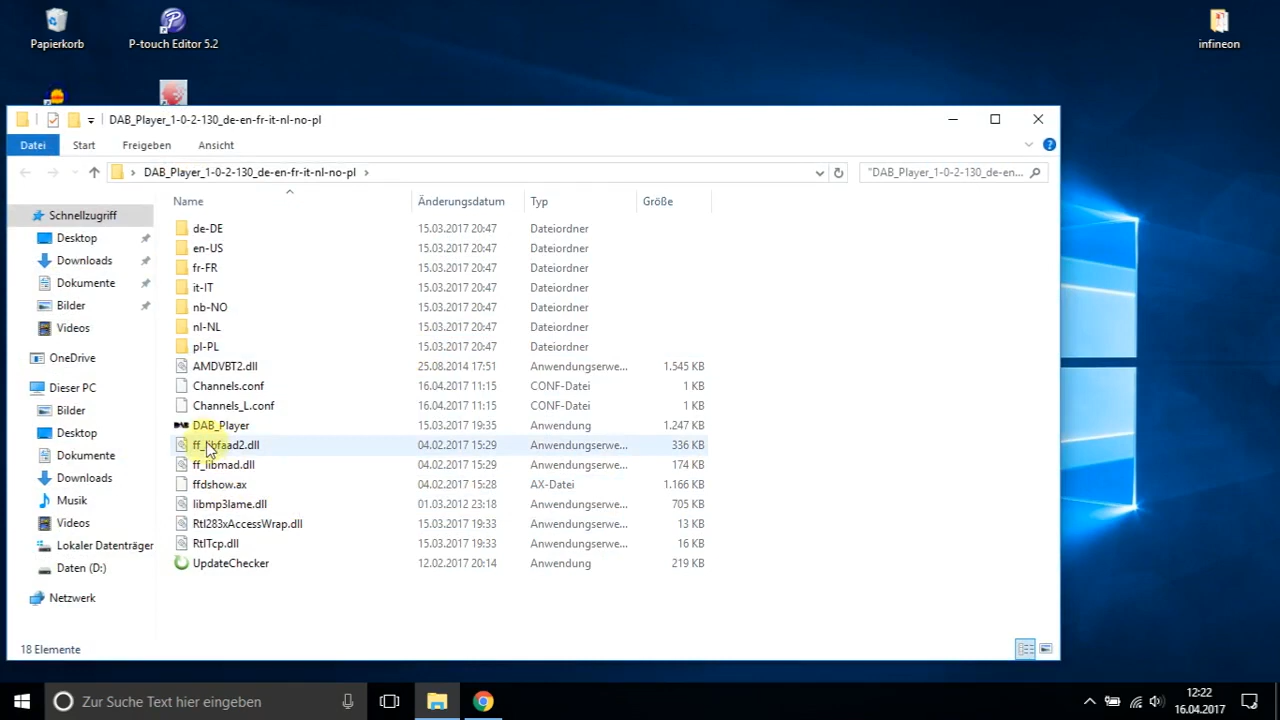 Papierkorb
P-touch Editor 5.2
infineon
DAB_Player_1-0-2-130_de-en-fr-it-nl-no-pl
Datei Start Freigeben Ansicht
DAB_Player_1-0-2-130_de-en-fr-it-nl-no-pl
"DAB_Player_1-0-2-130_de-en...
Name Änderungsdatum Typ Größe
Schnellzugriff
Desktop
Downloads
Dokumente
Bilder
Videos
OneDrive
Dieser PC
Bilder
Desktop
Dokumente
Downloads
Musik
Videos
Lokaler Datenträger
Daten (D:)
Netzwerk
de-DE 15.03.2017 20:47 Dateiordner
en-US 15.03.2017 20:47 Dateiordner
fr-FR 15.03.2017 20:47 Dateiordner
it-IT 15.03.2017 20:47 Dateiordner
nb-NO 15.03.2017 20:47 Dateiordner
nl-NL 15.03.2017 20:47 Dateiordner
pl-PL 15.03.2017 20:47 Dateiordner
AMDVBT2.dll 25.08.2014 17:51 Anwendungserwe... 1.545 KB
Channels.conf 16.04.2017 11:15 CONF-Datei 1 KB
Channels_L.conf 16.04.2017 11:15 CONF-Datei 1 KB
DAB_Player 15.03.2017 19:35 Anwendung 1.247 KB
ff_libfaad2.dll 04.02.2017 15:29 Anwendungserwe... 336 KB
ff_libmad.dll 04.02.2017 15:29 Anwendungserwe... 174 KB
ffdshow.ax 04.02.2017 15:28 AX-Datei 1.166 KB
libmp3lame.dll 01.03.2012 23:18 Anwendungserwe... 705 KB
Rtl283xAccessWrap.dll 15.03.2017 19:33 Anwendungserwe... 13 KB
RtlTcp.dll 15.03.2017 19:33 Anwendungserwe... 16 KB
UpdateChecker 12.02.2017 20:14 Anwendung 219 KB
18 Elemente
Zur Suche Text hier eingeben
12:22
16.04.2017